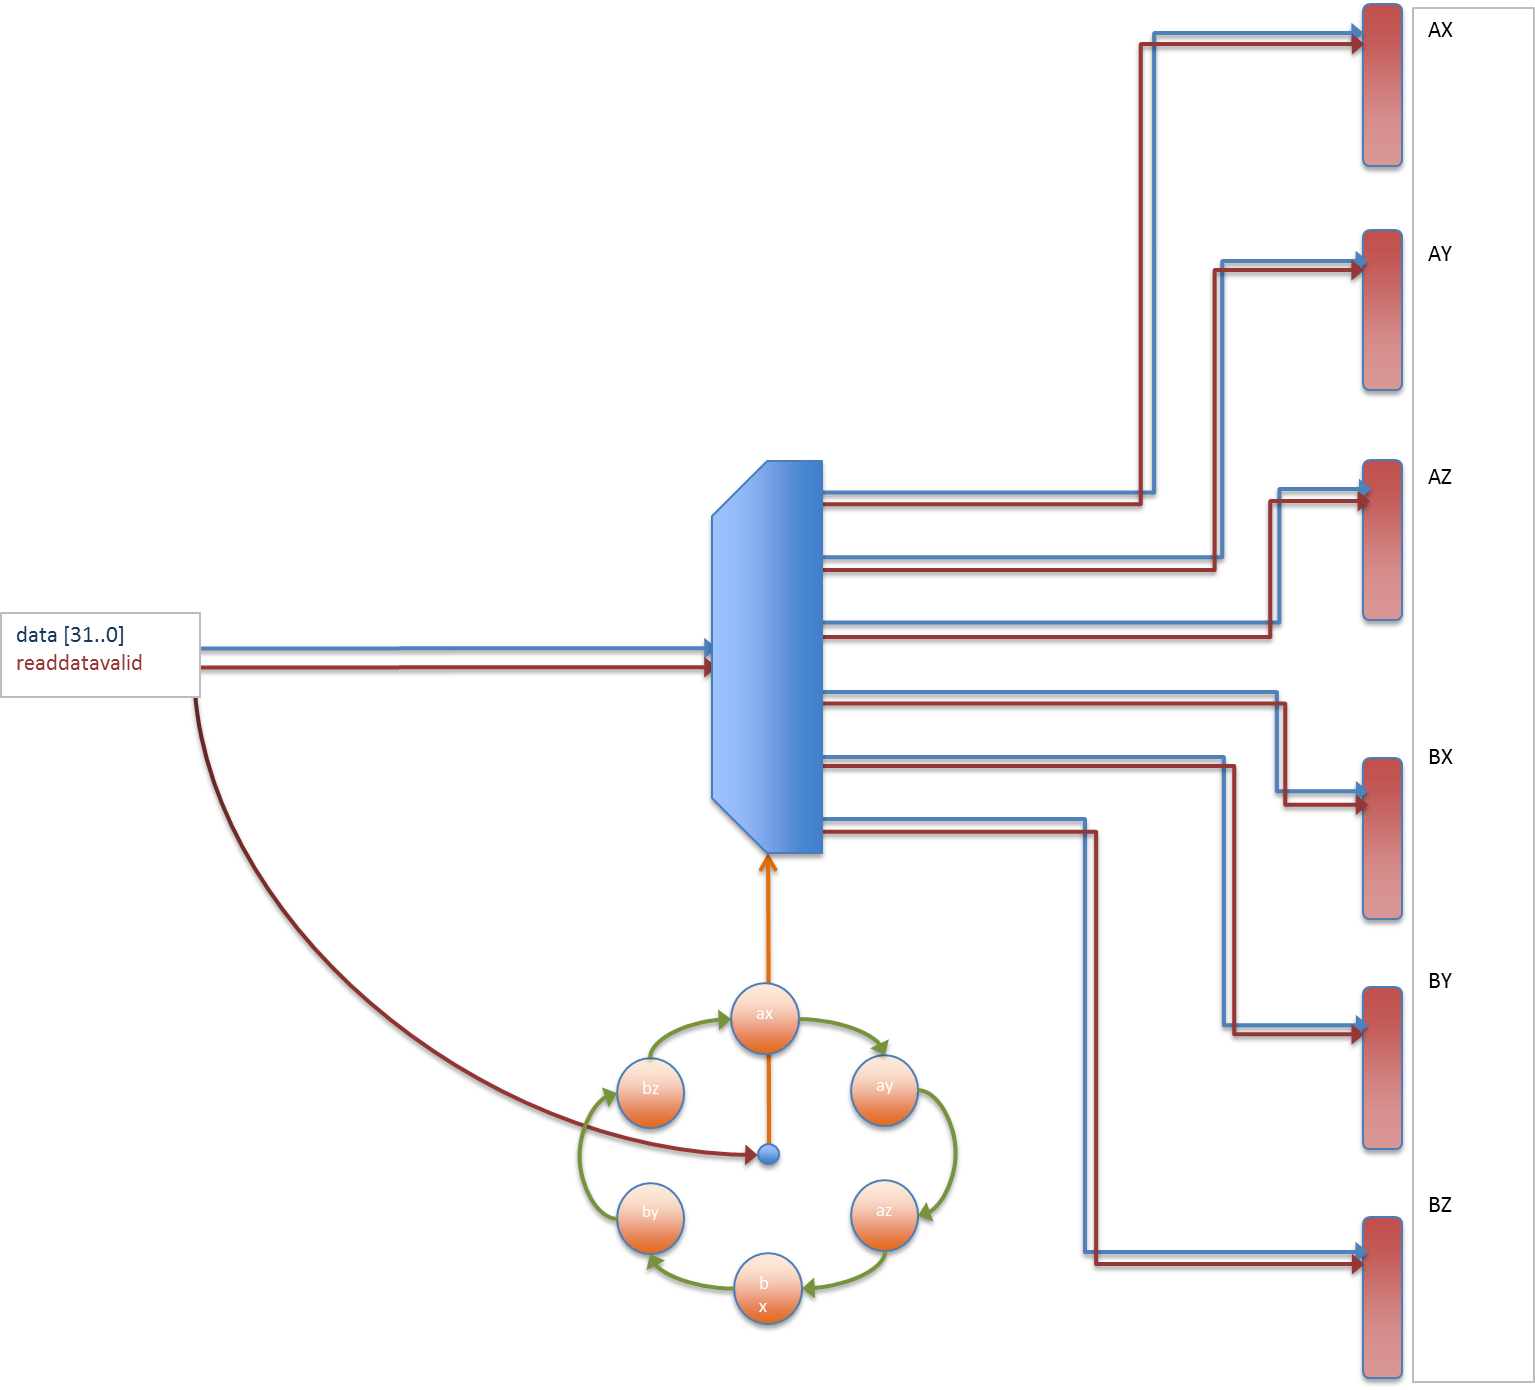 AX
AY
AZ
data [31..0]
readdatavalid
BX
BY
BZ
ax
bz
ay
by
az
b
x